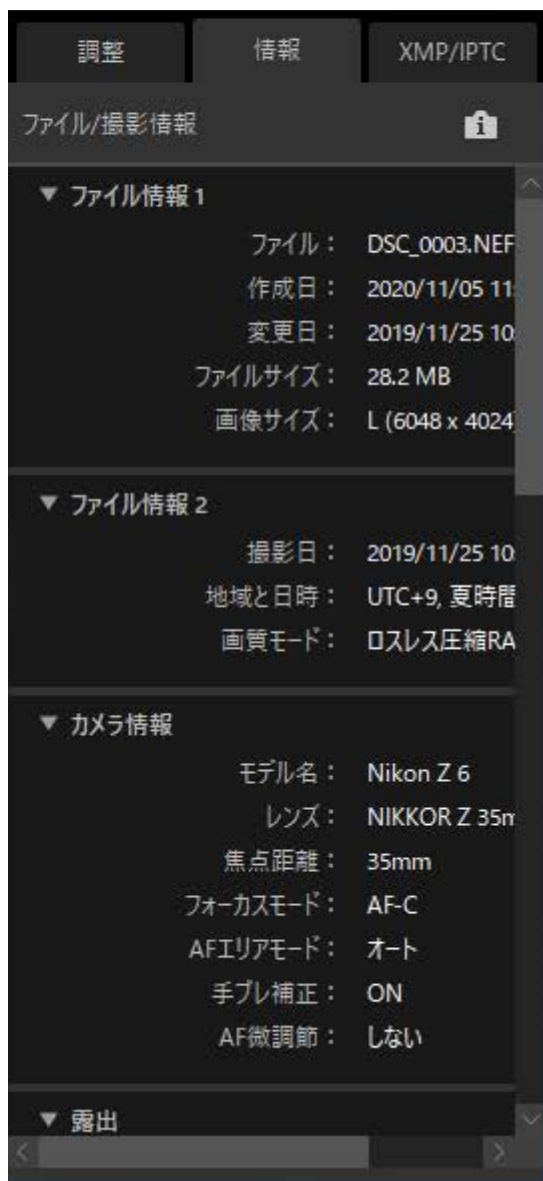 調整 情報 XMP/IPTC
ファイル/撮影情報
▼ ファイル情報 1
ファイル： DSC_0003.NEF
作成日： 2020/11/05 11:
変更日： 2019/11/25 10:
ファイルサイズ： 28.2 MB
画像サイズ： L (6048 x 4024)
▼ ファイル情報 2
撮影日： 2019/11/25 10:
地域と日時： UTC+9, 夏時間
画質モード： ロスレス圧縮RA
▼ カメラ情報
モデル名： Nikon Z 6
レンズ： NIKKOR Z 35m
焦点距離： 35mm
フォーカスモード： AF-C
AFエリアモード： オート
手ブレ補正： ON
AF微調節： しない
▼ 露出